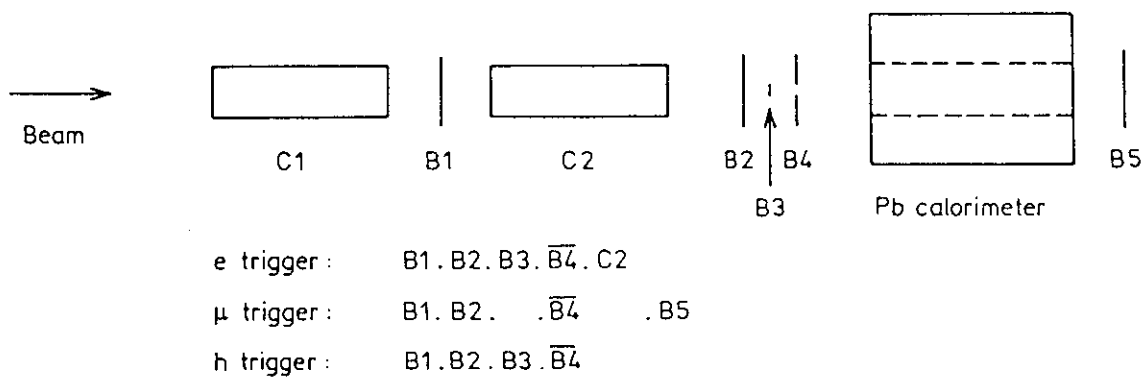 Beam
C1 B1 C2 B2 B4 B5
B3 Pb calorimeter
e trigger : B1 . B2 . B3 . B̅4̅ . C2
μ trigger : B1 . B2 . . B̅4̅ . B5
h trigger : B1 . B2 . B3 . B̅4̅